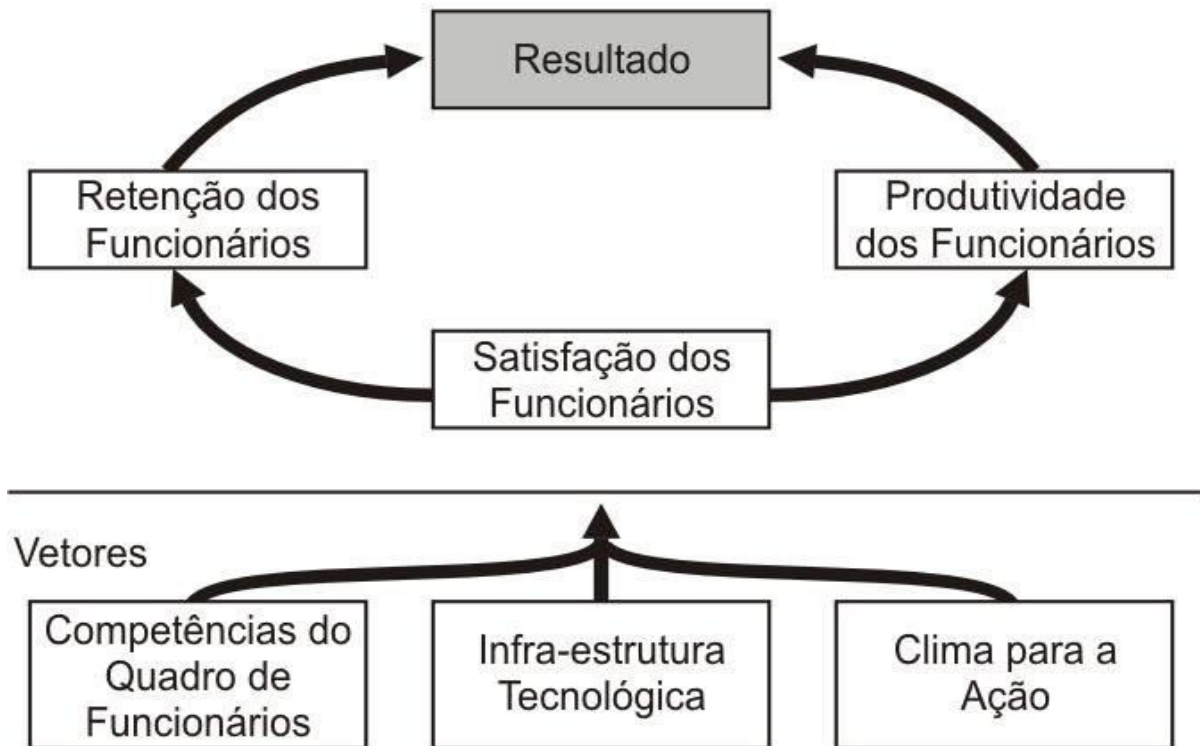 Resultado
Retenção dos
Funcionários
Produtividade
dos Funcionários
Satisfação dos
Funcionários
Vetores
Competências do
Quadro de
Funcionários
Infra-estrutura
Tecnológica
Clima para a
Ação